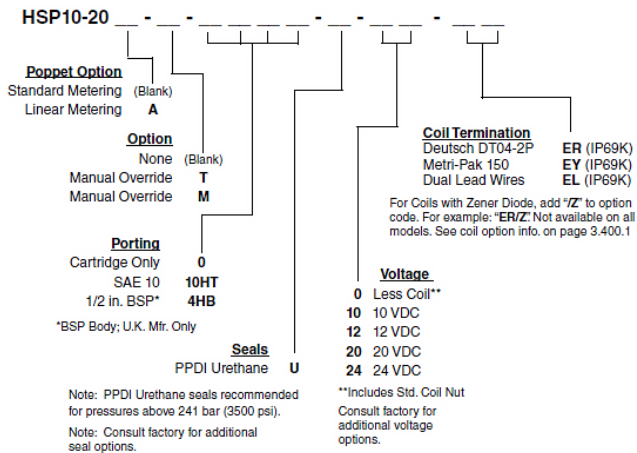 HSP10-20 __ __ - __ - __ __ __ __ - __ - __ __ - __ __
Poppet Option
Standard Metering (Blank)
Linear Metering A
Option
None (Blank)
Manual Override T
Manual Override M
Porting
Cartridge Only 0
SAE 10 10HT
1/2 in. BSP* 4HB
*BSP Body; U.K. Mfr. Only
Seals
PPDI Urethane U
Note: PPDI Urethane seals recommended
for pressures above 241 bar (3500 psi).
Note: Consult factory for additional
seal options.
Voltage
0 Less Coil**
10 10 VDC
12 12 VDC
20 20 VDC
24 24 VDC
**Includes Std. Coil Nut
Consult factory for
additional voltage
options.
Coil Termination
Deutsch DT04-2P ER (IP69K)
Metri-Pak 150 EY (IP69K)
Dual Lead Wires EL (IP69K)
For Coils with Zener Diode, add "/Z" to option
code. For example: "ER/Z". Not available on all
models. See coil option info. on page 3.400.1